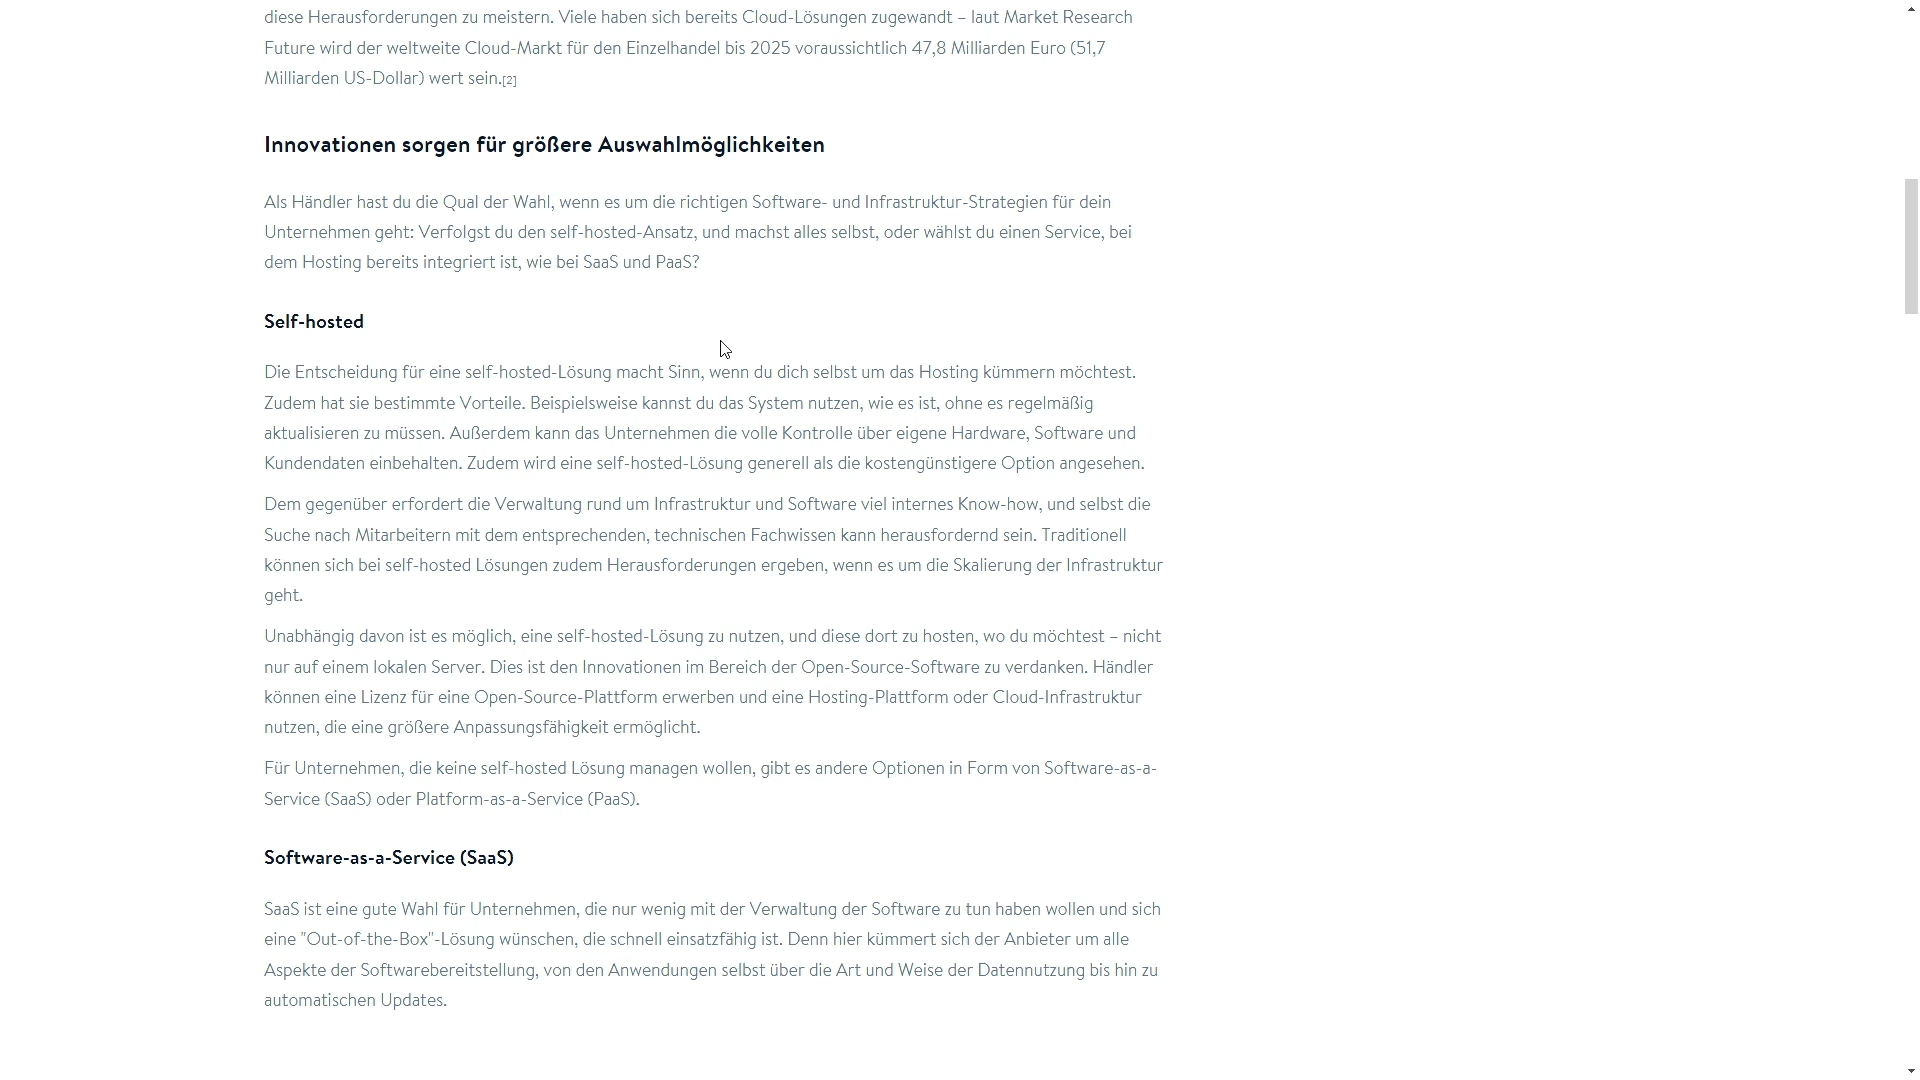 diese Herausforderungen zu meistern. Viele haben sich bereits Cloud-Lösungen zugewandt – laut Market Research
Future wird der weltweite Cloud-Markt für den Einzelhandel bis 2025 voraussichtlich 47,8 Milliarden Euro (51,7
Milliarden US-Dollar) wert sein.[2]
Innovationen sorgen für größere Auswahlmöglichkeiten
Als Händler hast du die Qual der Wahl, wenn es um die richtigen Software- und Infrastruktur-Strategien für dein
Unternehmen geht: Verfolgst du den self-hosted-Ansatz, und machst alles selbst, oder wählst du einen Service, bei
dem Hosting bereits integriert ist, wie bei SaaS und PaaS?
Self-hosted
Die Entscheidung für eine self-hosted-Lösung macht Sinn, wenn du dich selbst um das Hosting kümmern möchtest.
Zudem hat sie bestimmte Vorteile. Beispielsweise kannst du das System nutzen, wie es ist, ohne es regelmäßig
aktualisieren zu müssen. Außerdem kann das Unternehmen die volle Kontrolle über eigene Hardware, Software und
Kundendaten einbehalten. Zudem wird eine self-hosted-Lösung generell als die kostengünstigere Option angesehen.
Dem gegenüber erfordert die Verwaltung rund um Infrastruktur und Software viel internes Know-how, und selbst die
Suche nach Mitarbeitern mit dem entsprechenden, technischen Fachwissen kann herausfordernd sein. Traditionell
können sich bei self-hosted Lösungen zudem Herausforderungen ergeben, wenn es um die Skalierung der Infrastruktur
geht.
Unabhängig davon ist es möglich, eine self-hosted-Lösung zu nutzen, und diese dort zu hosten, wo du möchtest – nicht
nur auf einem lokalen Server. Dies ist den Innovationen im Bereich der Open-Source-Software zu verdanken. Händler
können eine Lizenz für eine Open-Source-Plattform erwerben und eine Hosting-Plattform oder Cloud-Infrastruktur
nutzen, die eine größere Anpassungsfähigkeit ermöglicht.
Für Unternehmen, die keine self-hosted Lösung managen wollen, gibt es andere Optionen in Form von Software-as-a-
Service (SaaS) oder Platform-as-a-Service (PaaS).
Software-as-a-Service (SaaS)
SaaS ist eine gute Wahl für Unternehmen, die nur wenig mit der Verwaltung der Software zu tun haben wollen und sich
eine "Out-of-the-Box"-Lösung wünschen, die schnell einsatzfähig ist. Denn hier kümmert sich der Anbieter um alle
Aspekte der Softwarebereitstellung, von den Anwendungen selbst über die Art und Weise der Datennutzung bis hin zu
automatischen Updates.